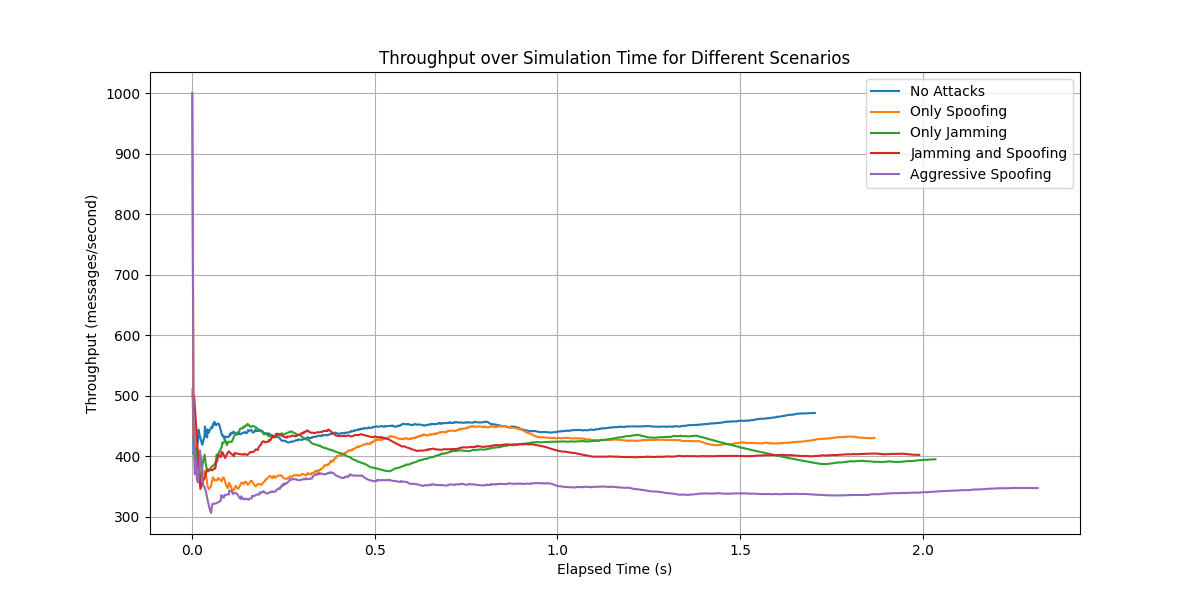 Throughput over Simulation Time for Different Scenarios
Throughput (messages/second)
1000
900
800
700
600
500
400
300
No Attacks
Only Spoofing
Only Jamming
Jamming and Spoofing
Aggressive Spoofing
0.0 0.5 1.0 1.5 2.0
Elapsed Time (s)